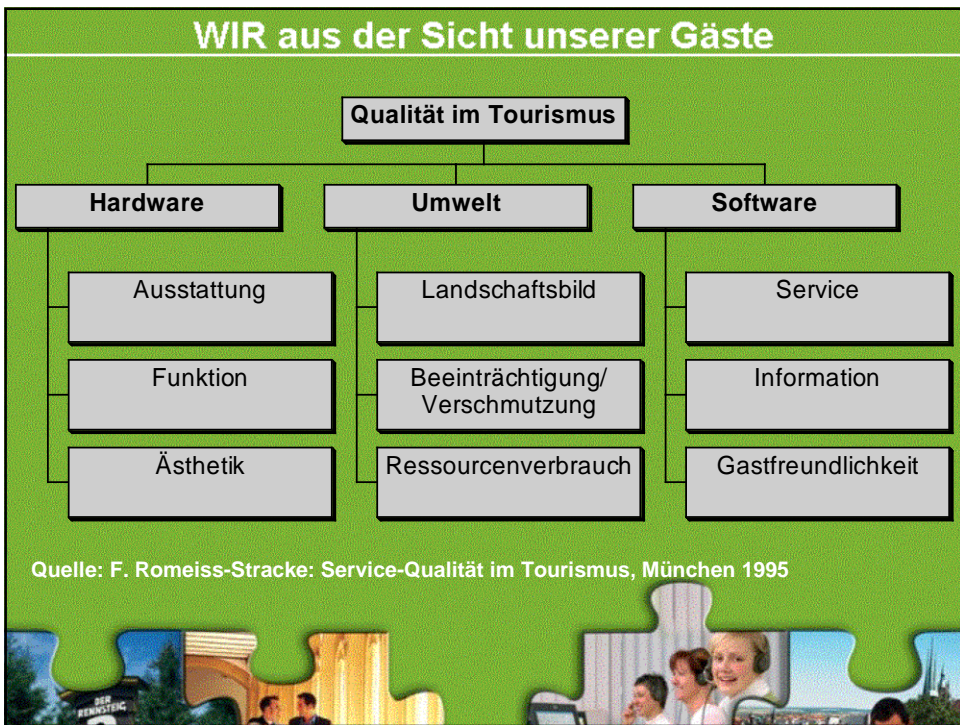 WIR aus der Sicht unserer Gäste
Qualität im Tourismus
Hardware
Umwelt
Software
Ausstattung
Landschaftsbild
Service
Funktion
Beeinträchtigung/
Verschmutzung
Information
Ästhetik
Ressourcenverbrauch
Gastfreundlichkeit
Quelle: F. Romeiss-Stracke: Service-Qualität im Tourismus, München 1995
DER
RENNSTEIG